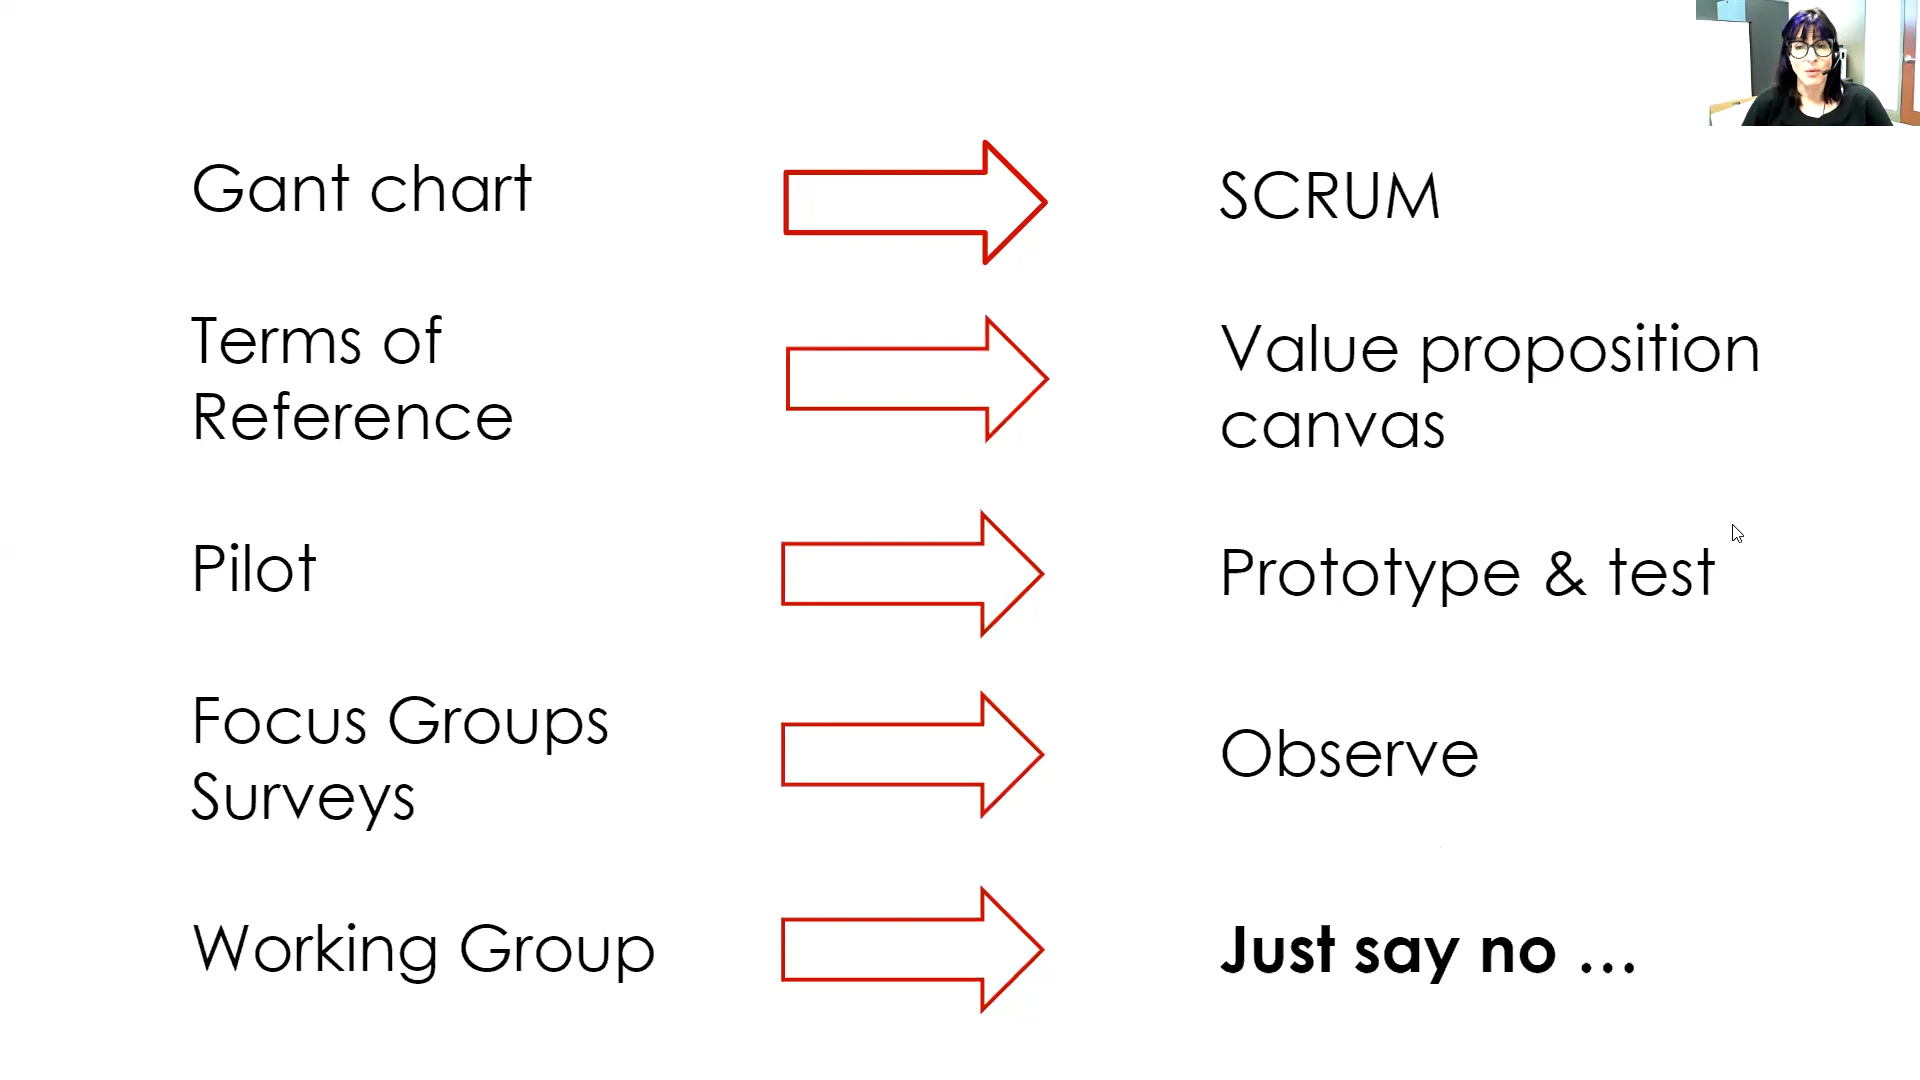 Gant chart
SCRUM
Terms of
Reference
Value proposition
canvas
Pilot
Prototype & test
Focus Groups
Surveys
Observe
Working Group
Just say no ...